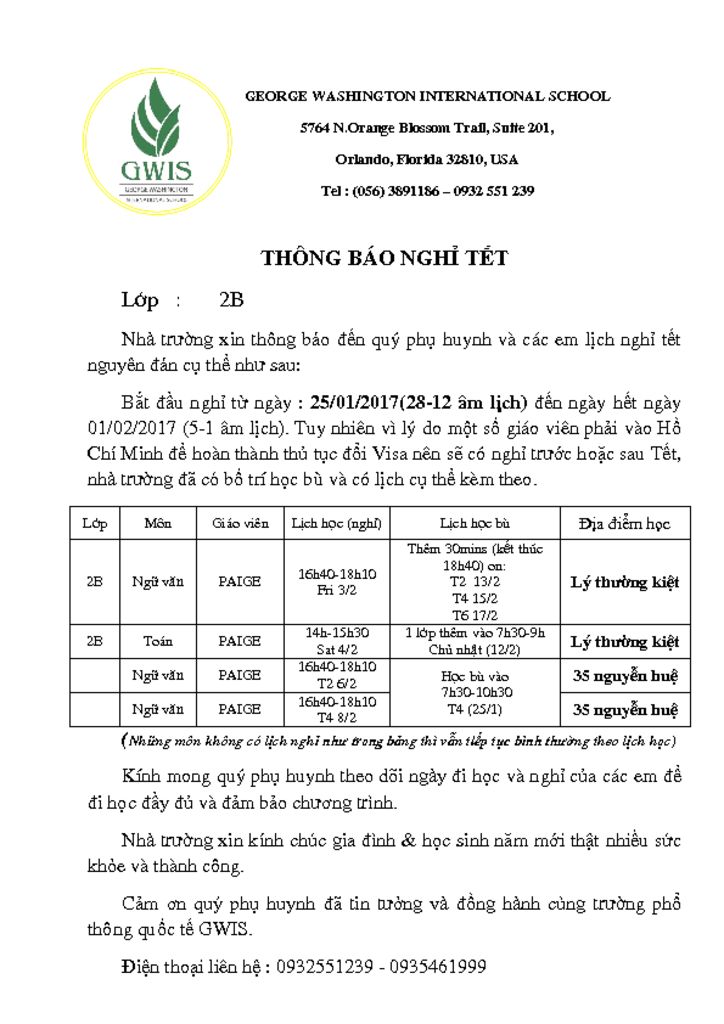 GWIS
GEORGE WASHINGTON
INTERNATIONAL SCHOOL
GEORGE WASHINGTON INTERNATIONAL SCHOOL
5764 N.Orange Blossom Trail, Suite 201,
Orlando, Florida 32810, USA
Tel : (056) 3891186 – 0932 551 239
THÔNG BÁO NGHỈ TẾT
Lớp : 2B
Nhà trường xin thông báo đến quý phụ huynh và các em lịch nghỉ tết
nguyên đán cụ thể như sau:
Bắt đầu nghỉ từ ngày : 25/01/2017(28-12 âm lịch) đến ngày hết ngày
01/02/2017 (5-1 âm lịch). Tuy nhiên vì lý do một số giáo viên phải vào Hồ
Chí Minh để hoàn thành thủ tục đổi Visa nên sẽ có nghỉ trước hoặc sau Tết,
nhà trường đã có bố trí học bù và có lịch cụ thể kèm theo.
Lớp Môn Giáo viên Lịch học (nghỉ) Lịch học bù Địa điểm học
2B Ngữ văn PAIGE
16h40-18h10
Fri 3/2
Thêm 30mins (kết thúc
18h40) on:
T2 13/2
T4 15/2
T6 17/2
Lý thường kiệt
2B Toán PAIGE
14h-15h30
Sat 4/2
1 lớp thêm vào 7h30-9h
Chủ nhật (12/2)
Lý thường kiệt
Ngữ văn PAIGE
16h40-18h10
T2 6/2
Học bù vào
7h30-10h30
T4 (25/1)
35 nguyễn huệ
Ngữ văn PAIGE
16h40-18h10
T4 8/2
35 nguyễn huệ
(Những môn không có lịch nghỉ như trong bảng thì vẫn tiếp tục bình thường theo lịch học)
Kính mong quý phụ huynh theo dõi ngày đi học và nghỉ của các em để
đi học đầy đủ và đảm bảo chương trình.
Nhà trường xin kính chúc gia đình & học sinh năm mới thật nhiều sức
khỏe và thành công.
Cảm ơn quý phụ huynh đã tin tưởng và đồng hành cùng trường phổ
thông quốc tế GWIS.
Điện thoại liên hệ : 0932551239 - 0935461999